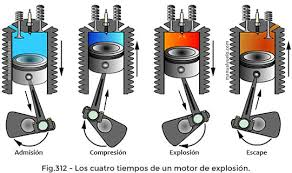 Admisión
Compresión
Explosión
Escape
Fig.312 - Los cuatro tiempos de un motor de explosión.